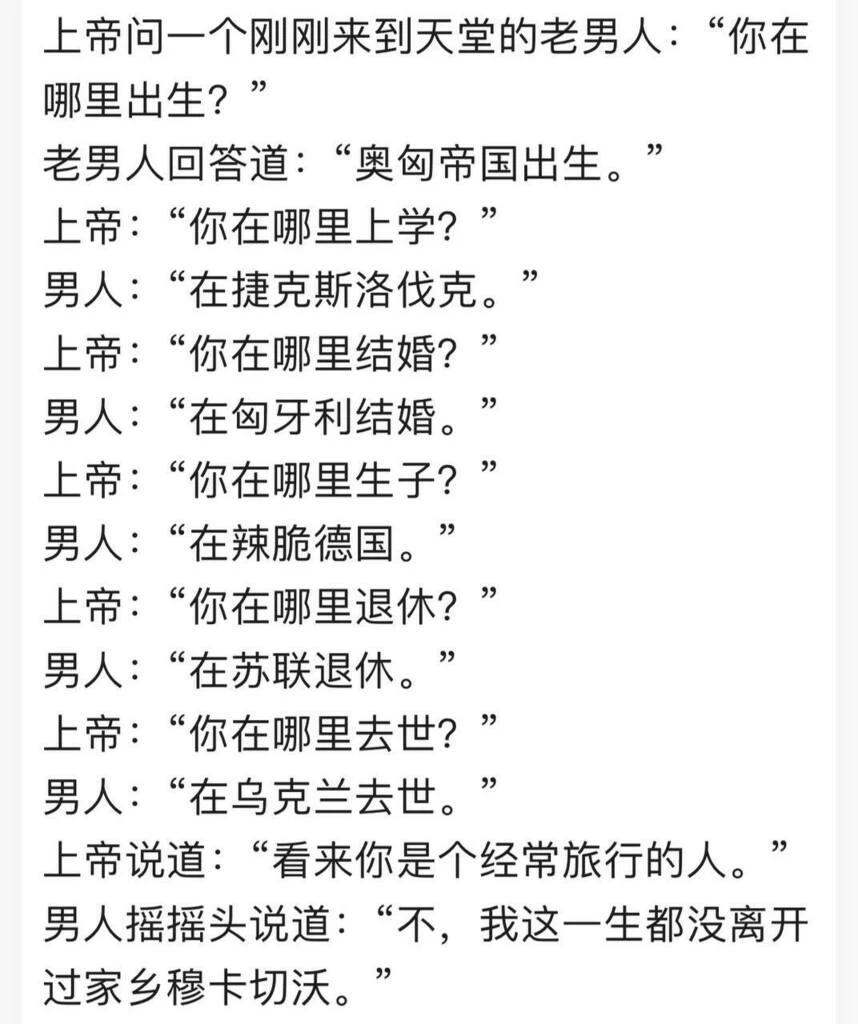 上帝问一个刚刚来到天堂的老男人：“你在
哪里出生？”
老男人回答道：“奥匈帝国出生。”
上帝：“你在哪里上学？”
男人：“在捷克斯洛伐克。”
上帝：“你在哪里结婚？”
男人：“在匈牙利结婚。”
上帝：“你在哪里生子？”
男人：“在辣脆德国。”
上帝：“你在哪里退休？”
男人：“在苏联退休。”
上帝：“你在哪里去世？”
男人：“在乌克兰去世。”
上帝说道：“看来你是个经常旅行的人。”
男人摇摇头说道：“不，我这一生都没离开
过家乡穆卡切沃。”